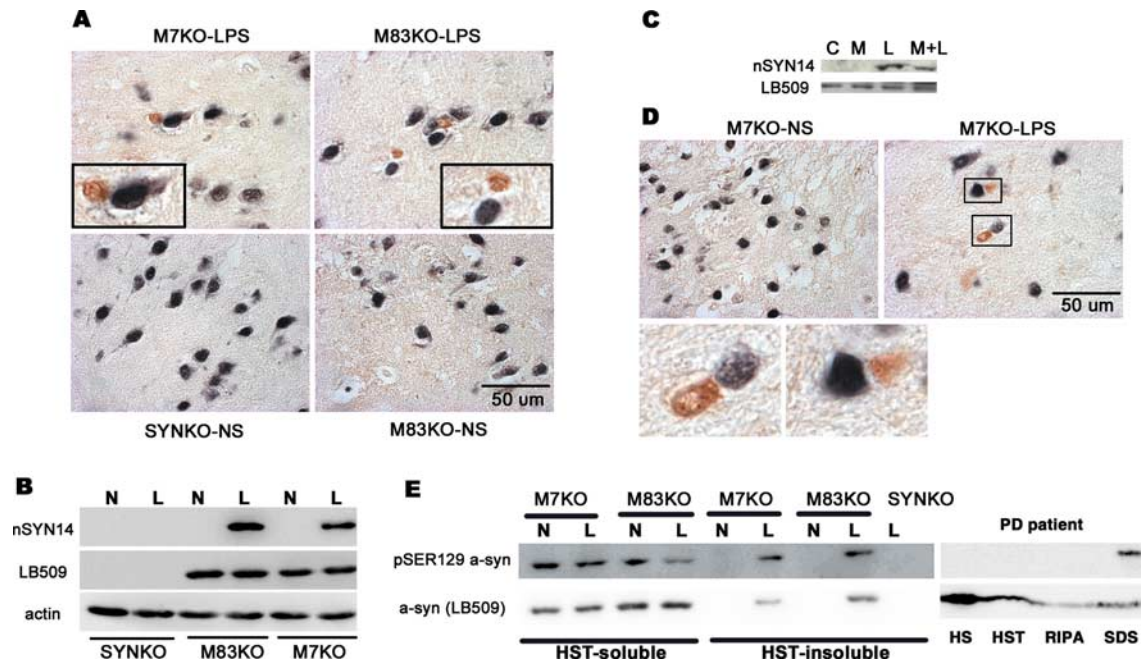 A
M7KO-LPS M83KO-LPS
50 um
SYNKO-NS M83KO-NS
B
N L N L N L
nSYN14
LB509
actin
SYNKO M83KO M7KO
C
C M L M+L
nSYN14
LB509
D
M7KO-NS M7KO-LPS
50 um
E
M7KO M83KO M7KO M83KO SYNKO
N L N L N L N L L
PD patient
pSER129 a-syn
a-syn (LB509)
HST-soluble HST-insoluble
HS HST RIPA SDS